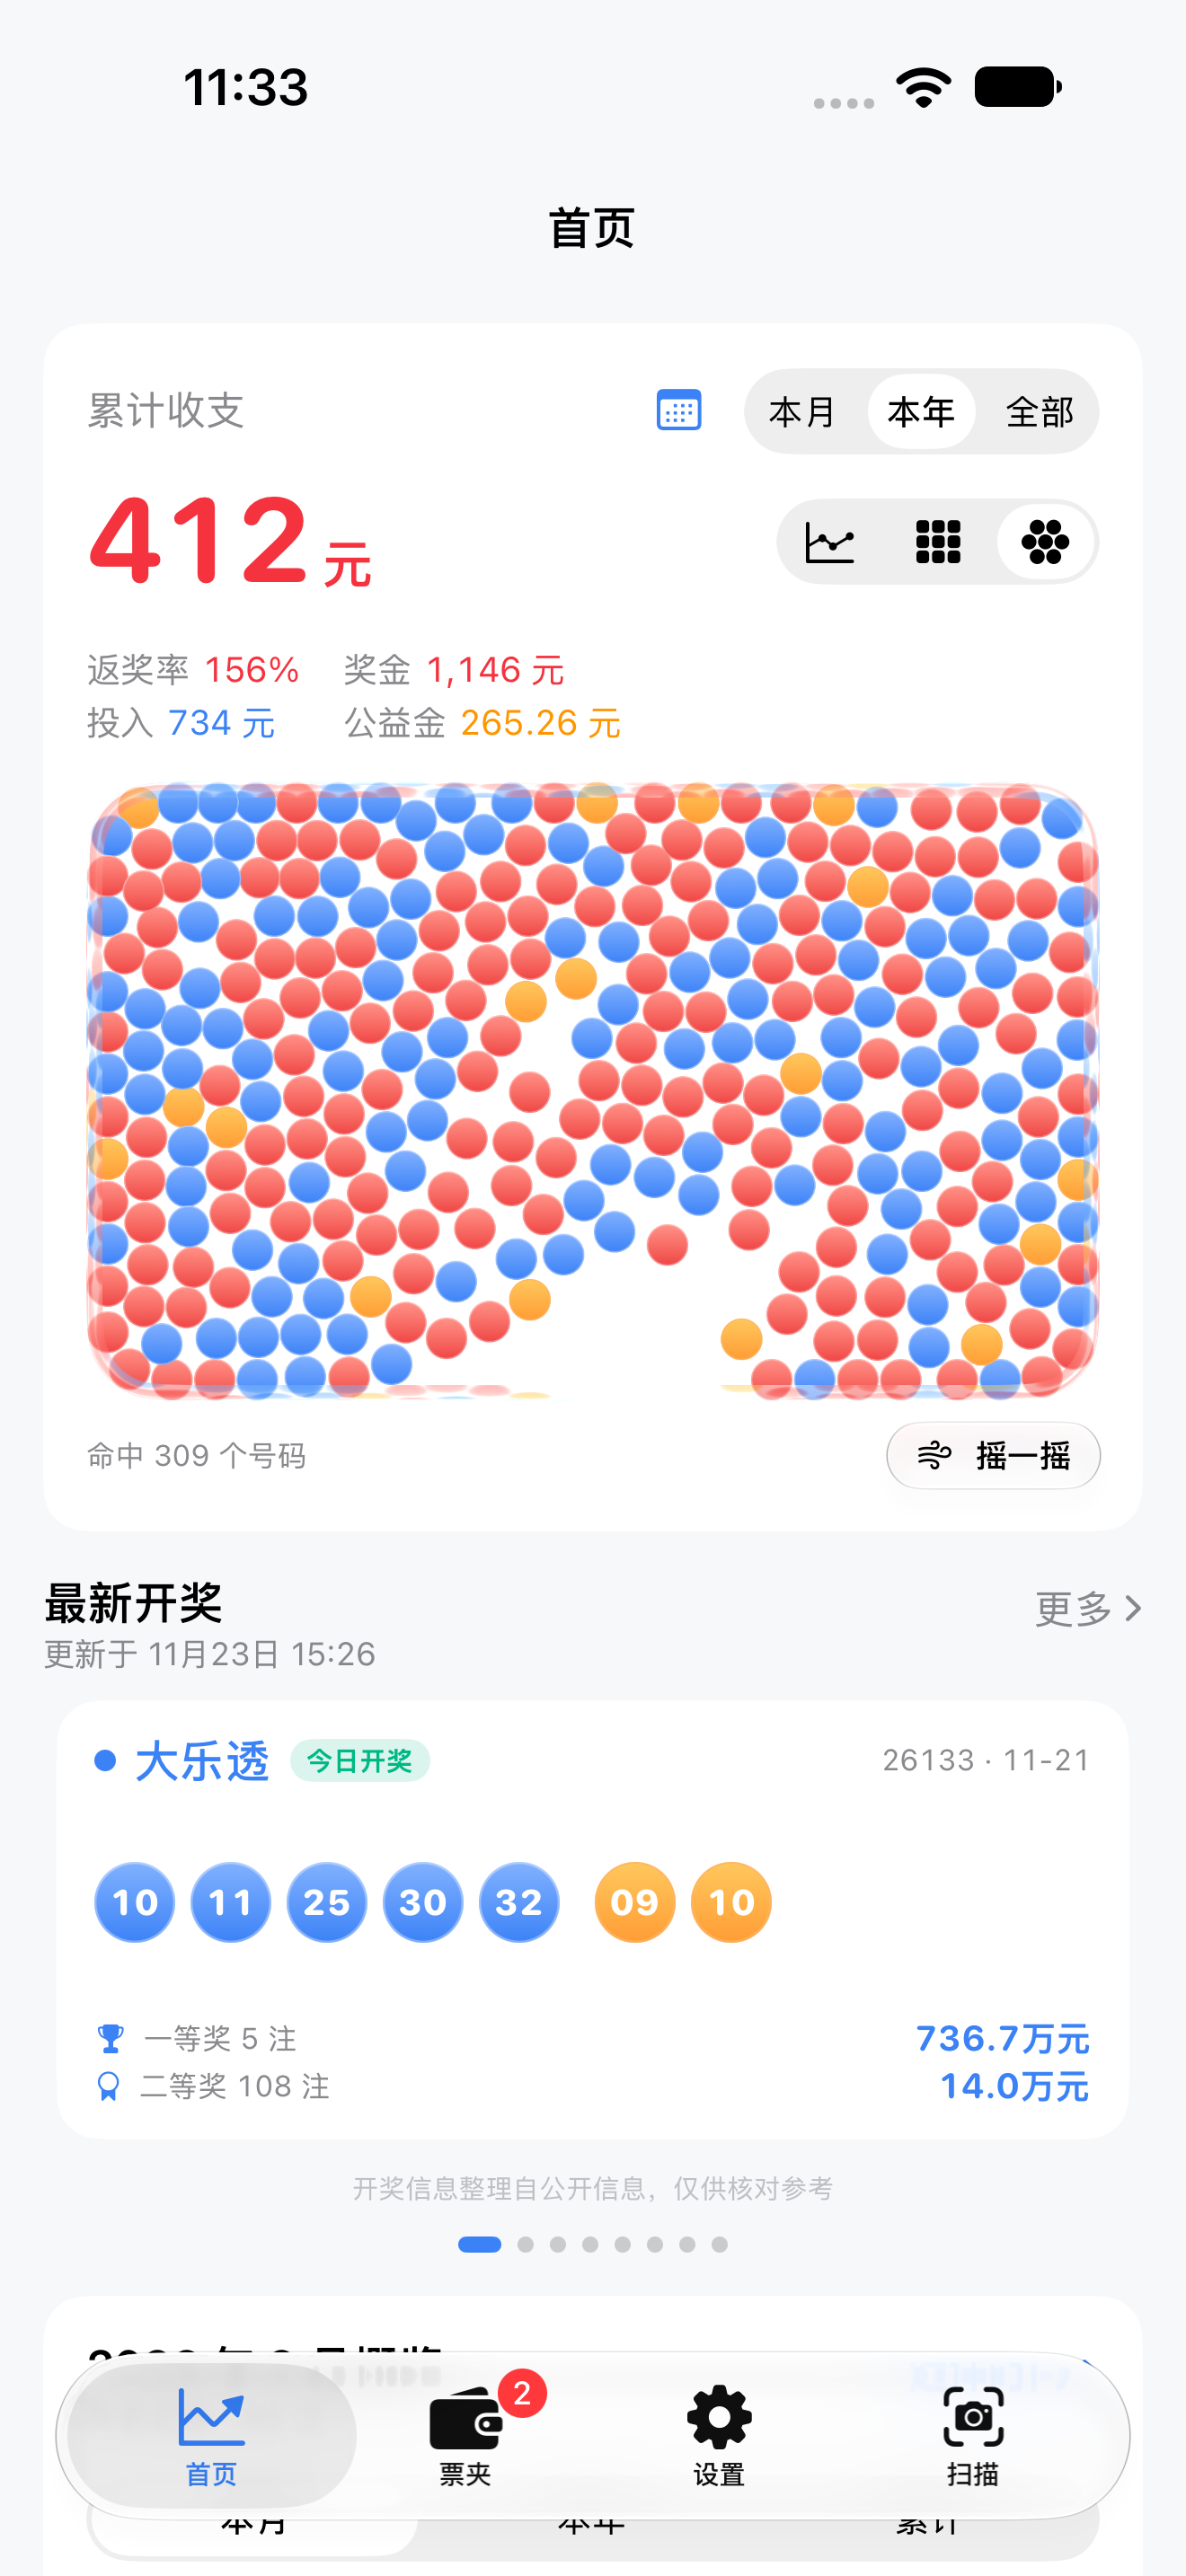 11:33
首页
累计收支
本月 本年 全部
412 元
返奖率 156% 奖金 1,146 元
投入 734 元 公益金 265.26 元
命中 309 个号码
摇一摇
最新开奖
更多
更新于 11月23日 15:26
大乐透 今日开奖 26133 · 11-21
10 11 25 30 32 09 10
一等奖 5 注 736.7万元
二等奖 108 注 14.0万元
开奖信息整理自公开信息，仅供核对参考
2
首页 票夹 设置 扫描
本月 本年 累计